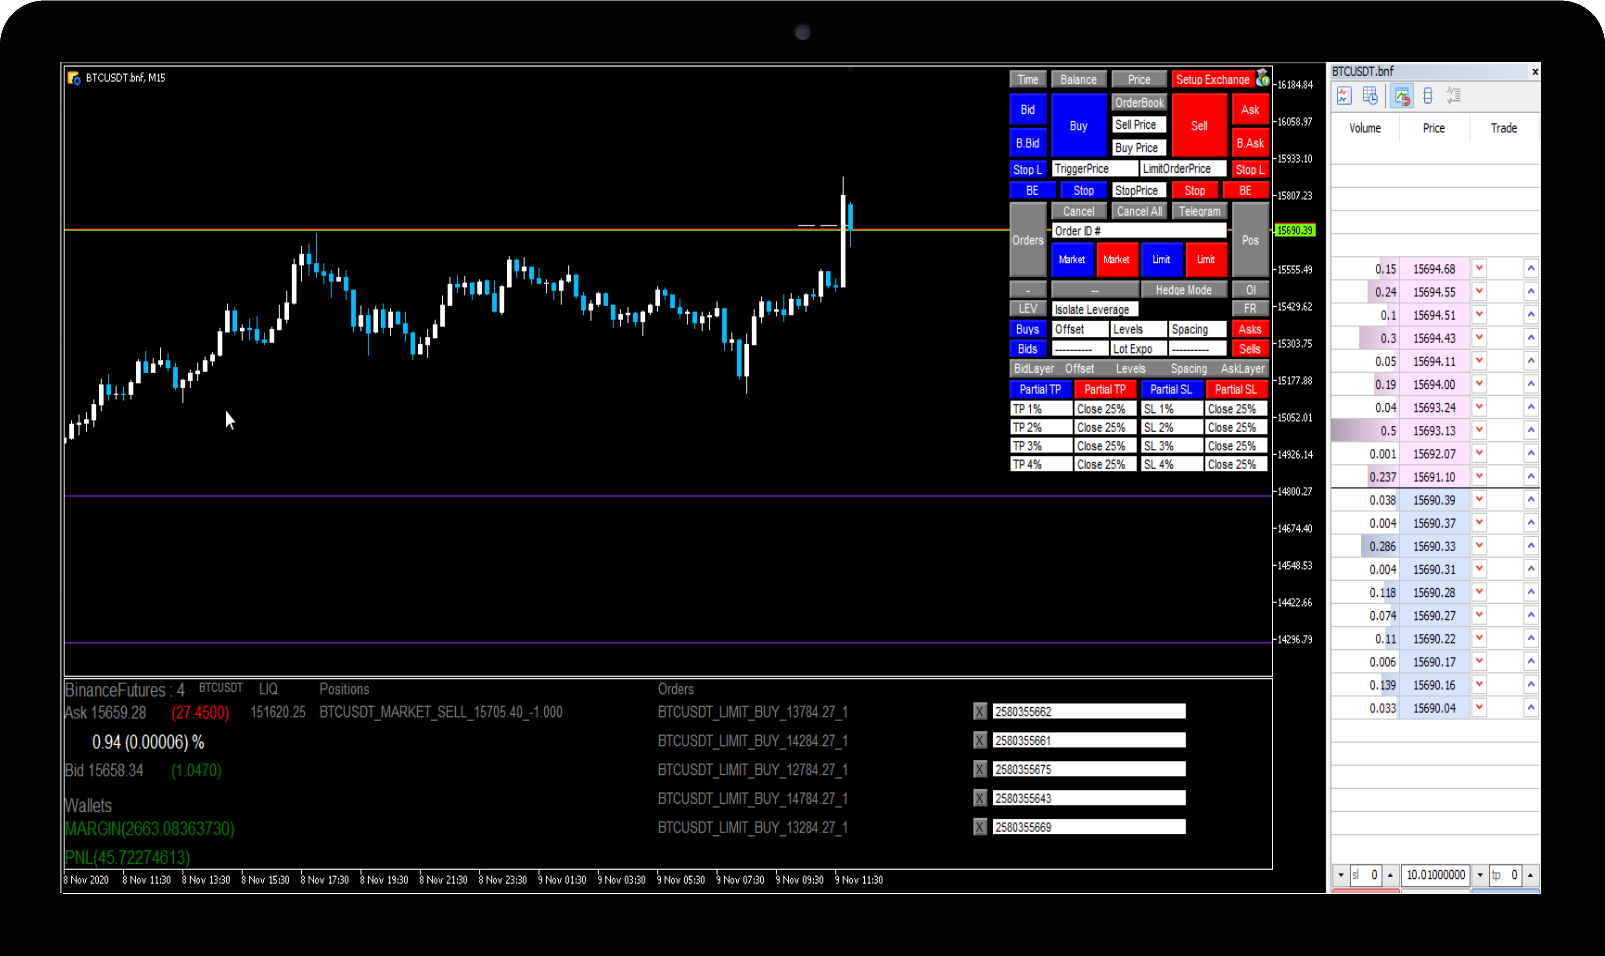 BTCUSDT.bnf, M15
Time Balance Price Setup Exchange
Bid Buy OrderBook Sell Ask
Sell Price
B.Bid Buy Price B.Ask
Stop L TriggerPrice LimitOrderPrice Stop L
BE Stop StopPrice Stop BE
Orders Cancel Cancel All Telegram Pos
Order ID #
Market Market Limit Limit
- -- Hedge Mode OI
LEV Isolate Leverage FR
Buys Offset Levels Spacing Asks
Bids ---------- Lot Expo ---------- Sells
BidLayer Offset Levels Spacing AskLayer
Partial TP Partial TP Partial SL Partial SL
TP 1% Close 25% SL 1% Close 25%
TP 2% Close 25% SL 2% Close 25%
TP 3% Close 25% SL 3% Close 25%
TP 4% Close 25% SL 4% Close 25%
16184.84
16058.97
15933.10
15807.23
15690.39
15555.49
15429.62
15303.75
15177.88
15052.01
14926.14
14800.27
14674.40
14548.53
14422.66
14296.79
BinanceFutures : 4 BTCUSDT LIQ Positions Orders
Ask 15659.28 (27.4500) 151620.25 BTCUSDT_MARKET_SELL_15705.40_-1.000 BTCUSDT_LIMIT_BUY_13784.27_1 X 2580355662
0.94 (0.00006) % BTCUSDT_LIMIT_BUY_14284.27_1 X 2580355661
Bid 15658.34 (1.0470) BTCUSDT_LIMIT_BUY_12784.27_1 X 2580355675
Wallets BTCUSDT_LIMIT_BUY_14784.27_1 X 2580355643
MARGIN(2663.08363730) BTCUSDT_LIMIT_BUY_13284.27_1 X 2580355669
PNL(45.72274613)
8 Nov 2020 8 Nov 11:30 8 Nov 13:30 8 Nov 15:30 8 Nov 17:30 8 Nov 19:30 8 Nov 21:30 8 Nov 23:30 9 Nov 01:30 9 Nov 03:30 9 Nov 05:30 9 Nov 07:30 9 Nov 09:30 9 Nov 11:30
BTCUSDT.bnf x
Volume Price Trade
0.15 15694.68
0.24 15694.55
0.1 15694.51
0.3 15694.43
0.05 15694.11
0.19 15694.00
0.04 15693.24
0.5 15693.13
0.001 15692.07
0.237 15691.10
0.038 15690.39
0.004 15690.37
0.286 15690.33
0.004 15690.31
0.118 15690.28
0.074 15690.27
0.11 15690.22
0.006 15690.17
0.139 15690.16
0.033 15690.04
sl 0 10.01000000 tp 0